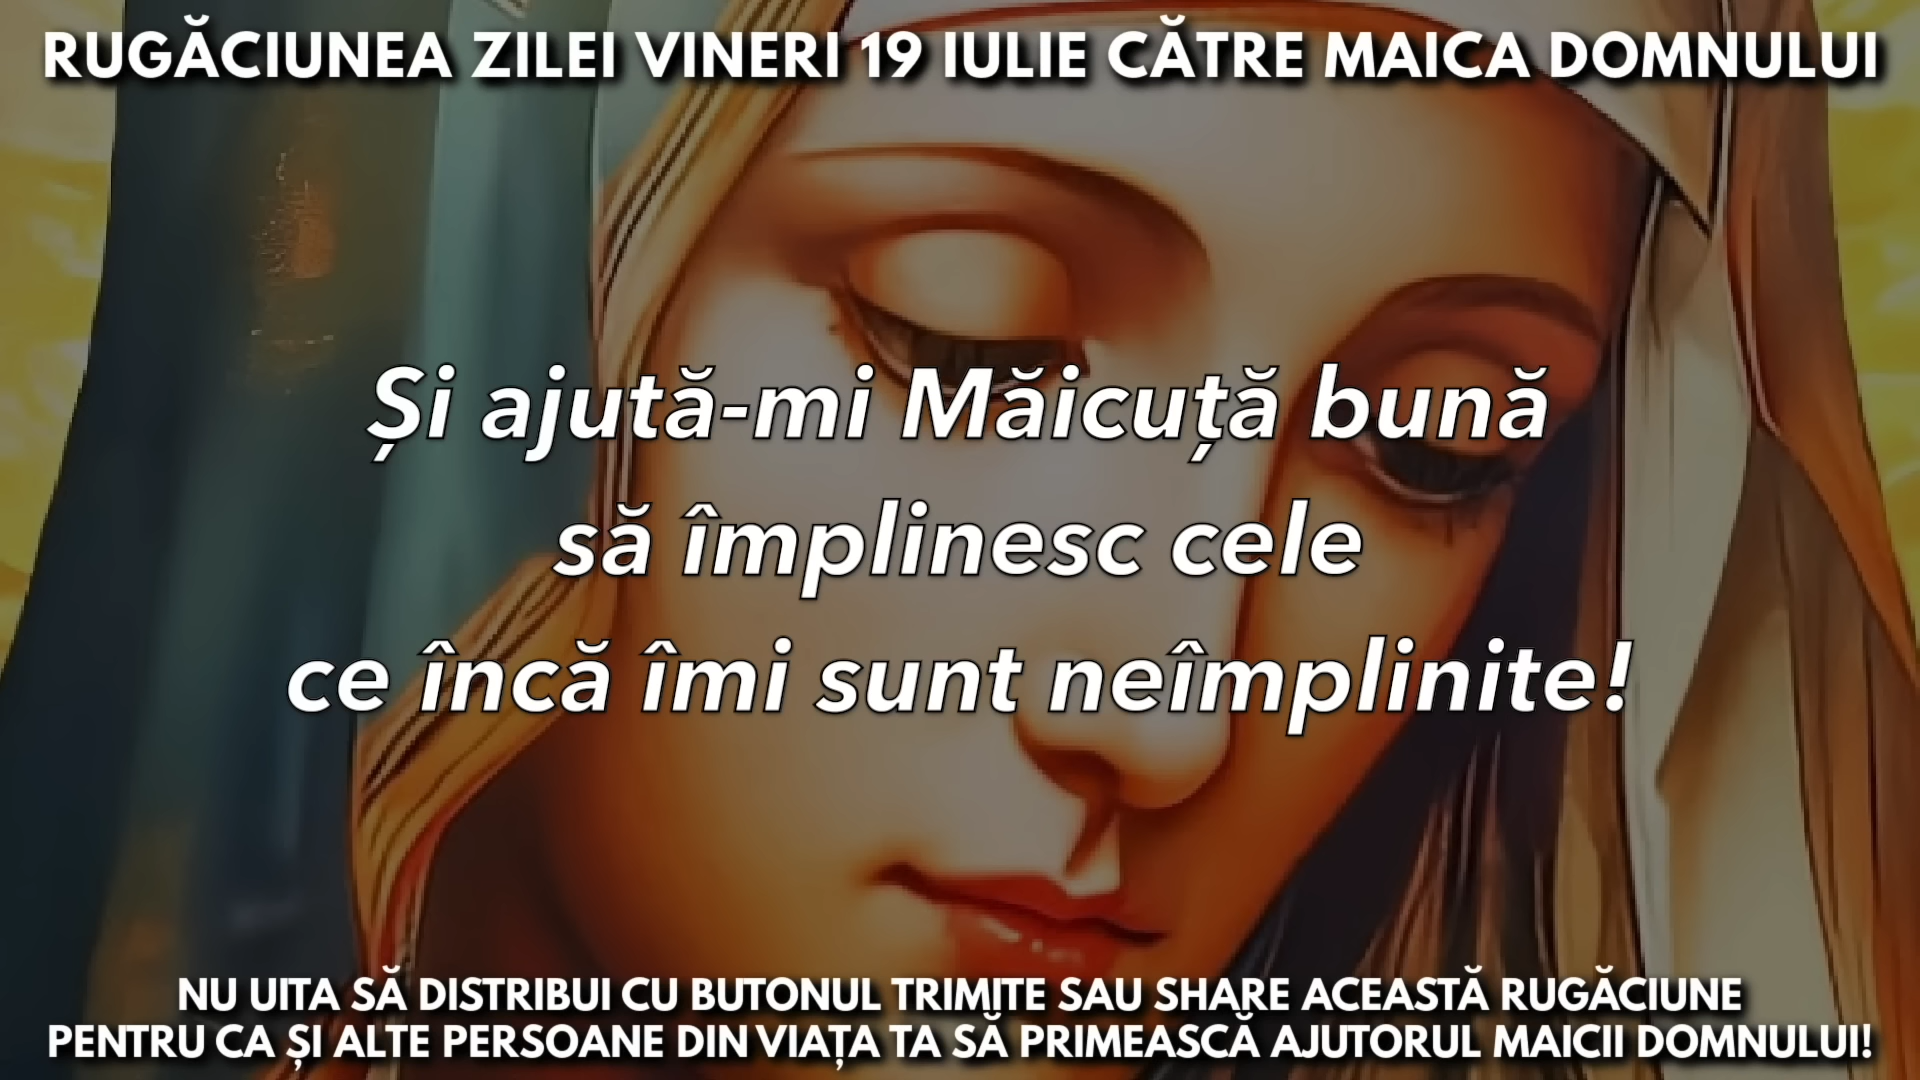 RUGĂCIUNEA ZILEI VINERI 19 IULIE CĂTRE MAICA DOMNULUI
Și ajută-mi Măicuță bună
să împlinesc cele
ce încă îmi sunt neîmplinite!
NU UITA SĂ DISTRIBUI CU BUTONUL TRIMITE SAU SHARE ACEASTĂ RUGĂCIUNE
PENTRU CA ȘI ALTE PERSOANE DIN VIAȚA TA SĂ PRIMEASCĂ AJUTORUL MAICII DOMNULUI!